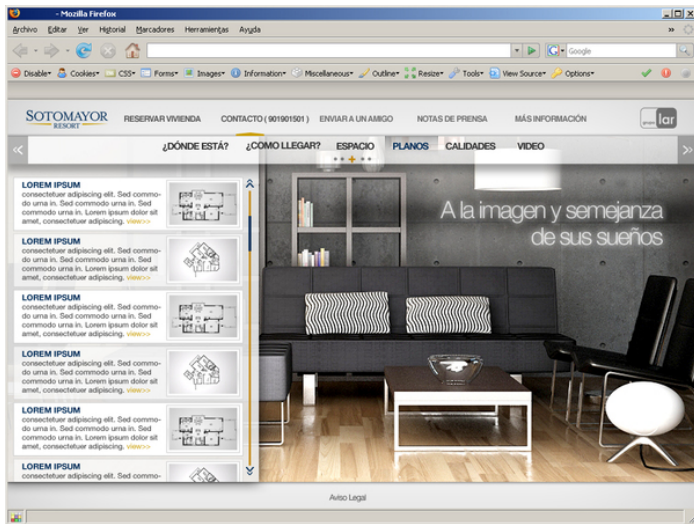 - Mozilla Firefox
Archivo Editar Ver Historial Marcadores Herramientas Ayuda
Google
Disable Cookies CSS Forms Images Information Miscellaneous Outline Resize Tools View Source Options
SOTOMAYOR
RESORT
RESERVAR VIVIENDA CONTACTO ( 901901501 ) ENVIAR A UN AMIGO NOTAS DE PRENSA MÁS INFORMACIÓN
grupo lar
¿DÓNDE ESTÁ? ¿COMO LLEGAR? ESPACIO PLANOS CALIDADES VIDEO
A la imagen y semejanza
de sus sueños
LOREM IPSUM
consectetuer adipiscing elit. Sed commo-
do urna in. Sed commodo urna in. Sed
commodo urna in. Lorem ipsum dolor sit
amet, consectetuer adipiscing. view>>
LOREM IPSUM
consectetuer adipiscing elit. Sed commo-
do urna in. Sed commodo urna in. Sed
commodo urna in. Lorem ipsum dolor sit
amet, consectetuer adipiscing. view>>
LOREM IPSUM
consectetuer adipiscing elit. Sed commo-
do urna in. Sed commodo urna in. Sed
commodo urna in. Lorem ipsum dolor sit
amet, consectetuer adipiscing. view>>
LOREM IPSUM
consectetuer adipiscing elit. Sed commo-
do urna in. Sed commodo urna in. Sed
commodo urna in. Lorem ipsum dolor sit
amet, consectetuer adipiscing. view>>
LOREM IPSUM
consectetuer adipiscing elit. Sed commo-
do urna in. Sed commodo urna in. Sed
commodo urna in. Lorem ipsum dolor sit
amet, consectetuer adipiscing. view>>
LOREM IPSUM
consectetuer adipiscing elit. Sed commo-
Aviso Legal